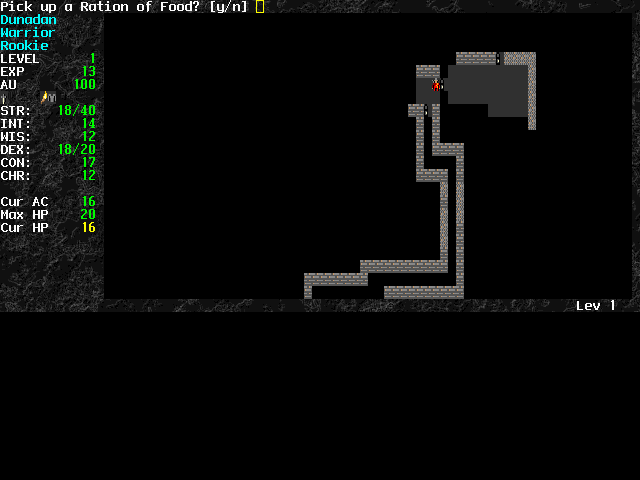 Pick up a Ration of Food? [y/n]
Dunadan
Warrior
Rookie
LEVEL 1
EXP 13
AU 100
STR: 18/40
INT: 14
WIS: 12
DEX: 18/20
CON: 17
CHR: 12
Cur AC 16
Max HP 20
Cur HP 16
Lev 1